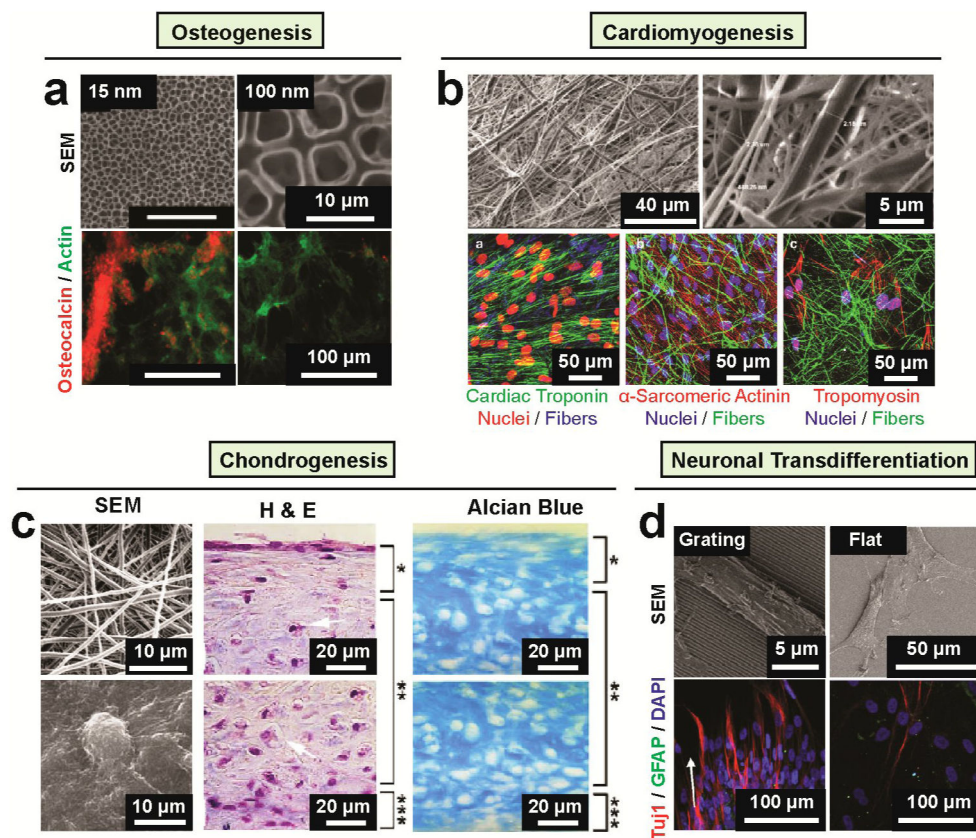 Osteogenesis
Cardiomyogenesis
a
15 nm
100 nm
SEM
10 µm
Osteocalcin / Actin
100 µm
b
40 µm
5 µm
a
b
c
50 µm
50 µm
50 µm
Cardiac Troponin
Nuclei / Fibers
α-Sarcomeric Actinin
Nuclei / Fibers
Tropomyosin
Nuclei / Fibers
Chondrogenesis
Neuronal Transdifferentiation
c
SEM
H & E
Alcian Blue
10 µm
20 µm
20 µm
*
*
10 µm
20 µm
20 µm
**
**
***
***
d
Grating
Flat
SEM
5 µm
50 µm
Tuj1 / GFAP / DAPI
100 µm
100 µm